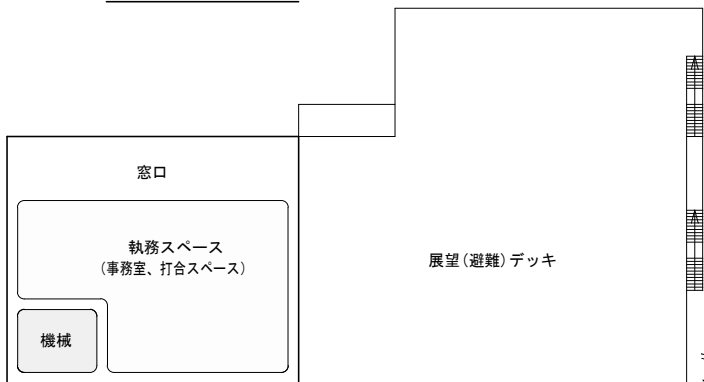 窓口
執務スペース
(事務室、打合スペース)
展望(避難)デッキ
機械